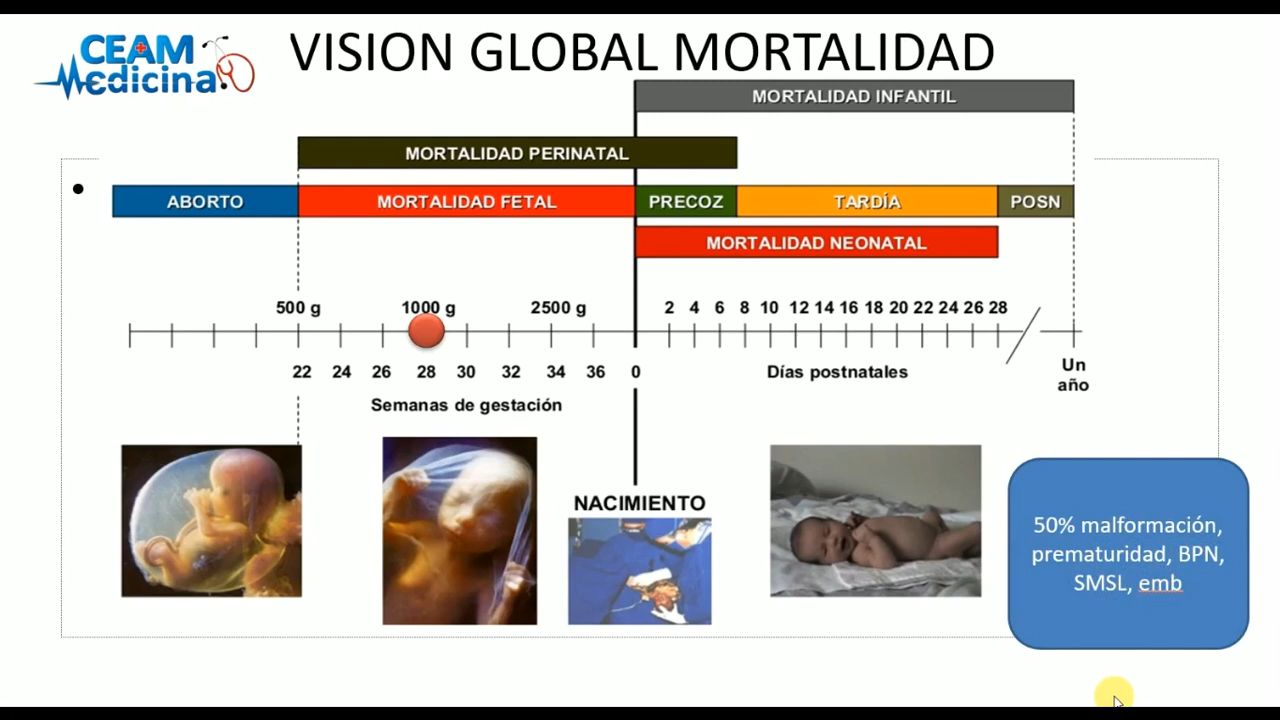 CEAM
Medicina
VISION GLOBAL MORTALIDAD
MORTALIDAD INFANTIL
MORTALIDAD PERINATAL
ABORTO
MORTALIDAD FETAL
PRECOZ
TARDÍA
POSN
MORTALIDAD NEONATAL
500 g
1000 g
2500 g
2 4 6 8 10 12 14 16 18 20 22 24 26 28
22 24 26 28 30 32 34 36 0
Días postnatales
Un
año
Semanas de gestación
NACIMIENTO
50% malformación,
prematuridad, BPN,
SMSL, emb